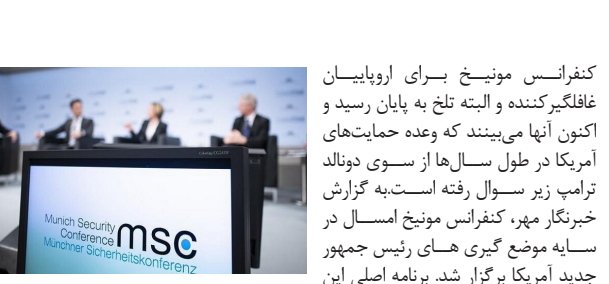 کنفرانس مونیخ برای اروپاییان
غافلگیرکننده و البته تلخ به پایان رسید و
اکنون آنها می‌بینند که وعده حمایت‌های
آمریکا در طول سال‌ها از سوی دونالد
ترامپ زیر سوال رفته است.به گزارش
خبرنگار مهر، کنفرانس مونیخ امسال در
سایه موضع گیری های رئیس جمهور
جدید آمریکا برگزار شد. برنامه اصلی این
Munich Security
Conference
Münchner Sicherheitskonferenz
msc